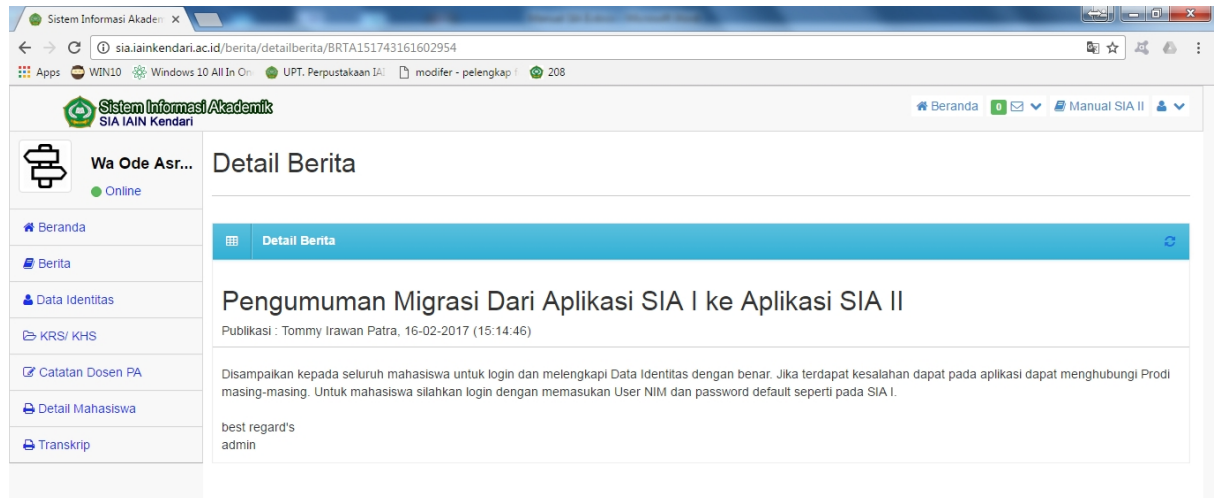 Sistem Informasi Akadem
sia.iainkendari.ac.id/berita/detailberita/BRTA151743161602954
Apps WIN10 Windows 10 All In On UPT. Perpustakaan IAI modifer - pelengkap f 208
Sistem Informasi Akademik
SIA IAIN Kendari
Beranda 0 Manual SIA II
Wa Ode Asr...
Online
Beranda
Berita
Data Identitas
KRS/ KHS
Catatan Dosen PA
Detail Mahasiswa
Transkrip
Detail Berita
Detail Berita
Pengumuman Migrasi Dari Aplikasi SIA I ke Aplikasi SIA II
Publikasi : Tommy Irawan Patra, 16-02-2017 (15:14:46)
Disampaikan kepada seluruh mahasiswa untuk login dan melengkapi Data Identitas dengan benar. Jika terdapat kesalahan dapat pada aplikasi dapat menghubungi Prodi
masing-masing. Untuk mahasiswa silahkan login dengan memasukan User NIM dan password default seperti pada SIA I.
best regard's
admin